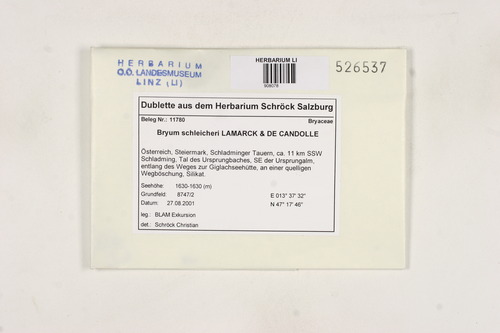 HERBARIUM
O.Ö. LANDESMUSEUM
LINZ (LI)
HERBARIUM LI
908078
526537
Dublette aus dem Herbarium Schröck Salzburg
Beleg Nr.: 11780 Bryaceae
Bryum schleicheri LAMARCK & DE CANDOLLE
Österreich, Steiermark, Schladminger Tauern, ca. 11 km SSW
Schladming, Tal des Ursprungbaches, SE der Ursprungalm,
entlang des Weges zur Giglachseehütte, an einer quelligen
Wegböschung, Silikat.
Seehöhe: 1630-1630 (m)
Grundfeld: 8747/2 E 013° 37' 32"
Datum: 27.08.2001 N 47° 17' 46"
leg.: BLAM Exkursion
det.: Schröck Christian